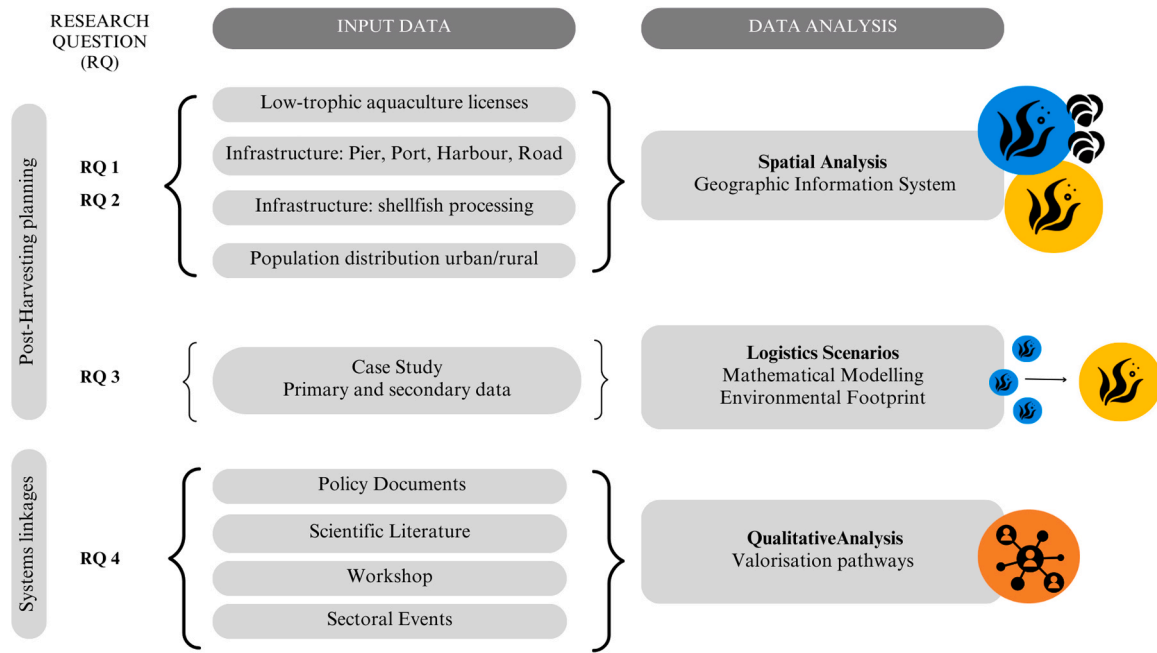 RESEARCH
QUESTION
(RQ)
INPUT DATA
DATA ANALYSIS
Post-Harvesting planning
RQ 1
RQ 2
Low-trophic aquaculture licenses
Infrastructure: Pier, Port, Harbour, Road
Infrastructure: shellfish processing
Population distribution urban/rural
Spatial Analysis
Geographic Information System
RQ 3
Case Study
Primary and secondary data
Logistics Scenarios
Mathematical Modelling
Environmental Footprint
Systems linkages
RQ 4
Policy Documents
Scientific Literature
Workshop
Sectoral Events
QualitativeAnalysis
Valorisation pathways